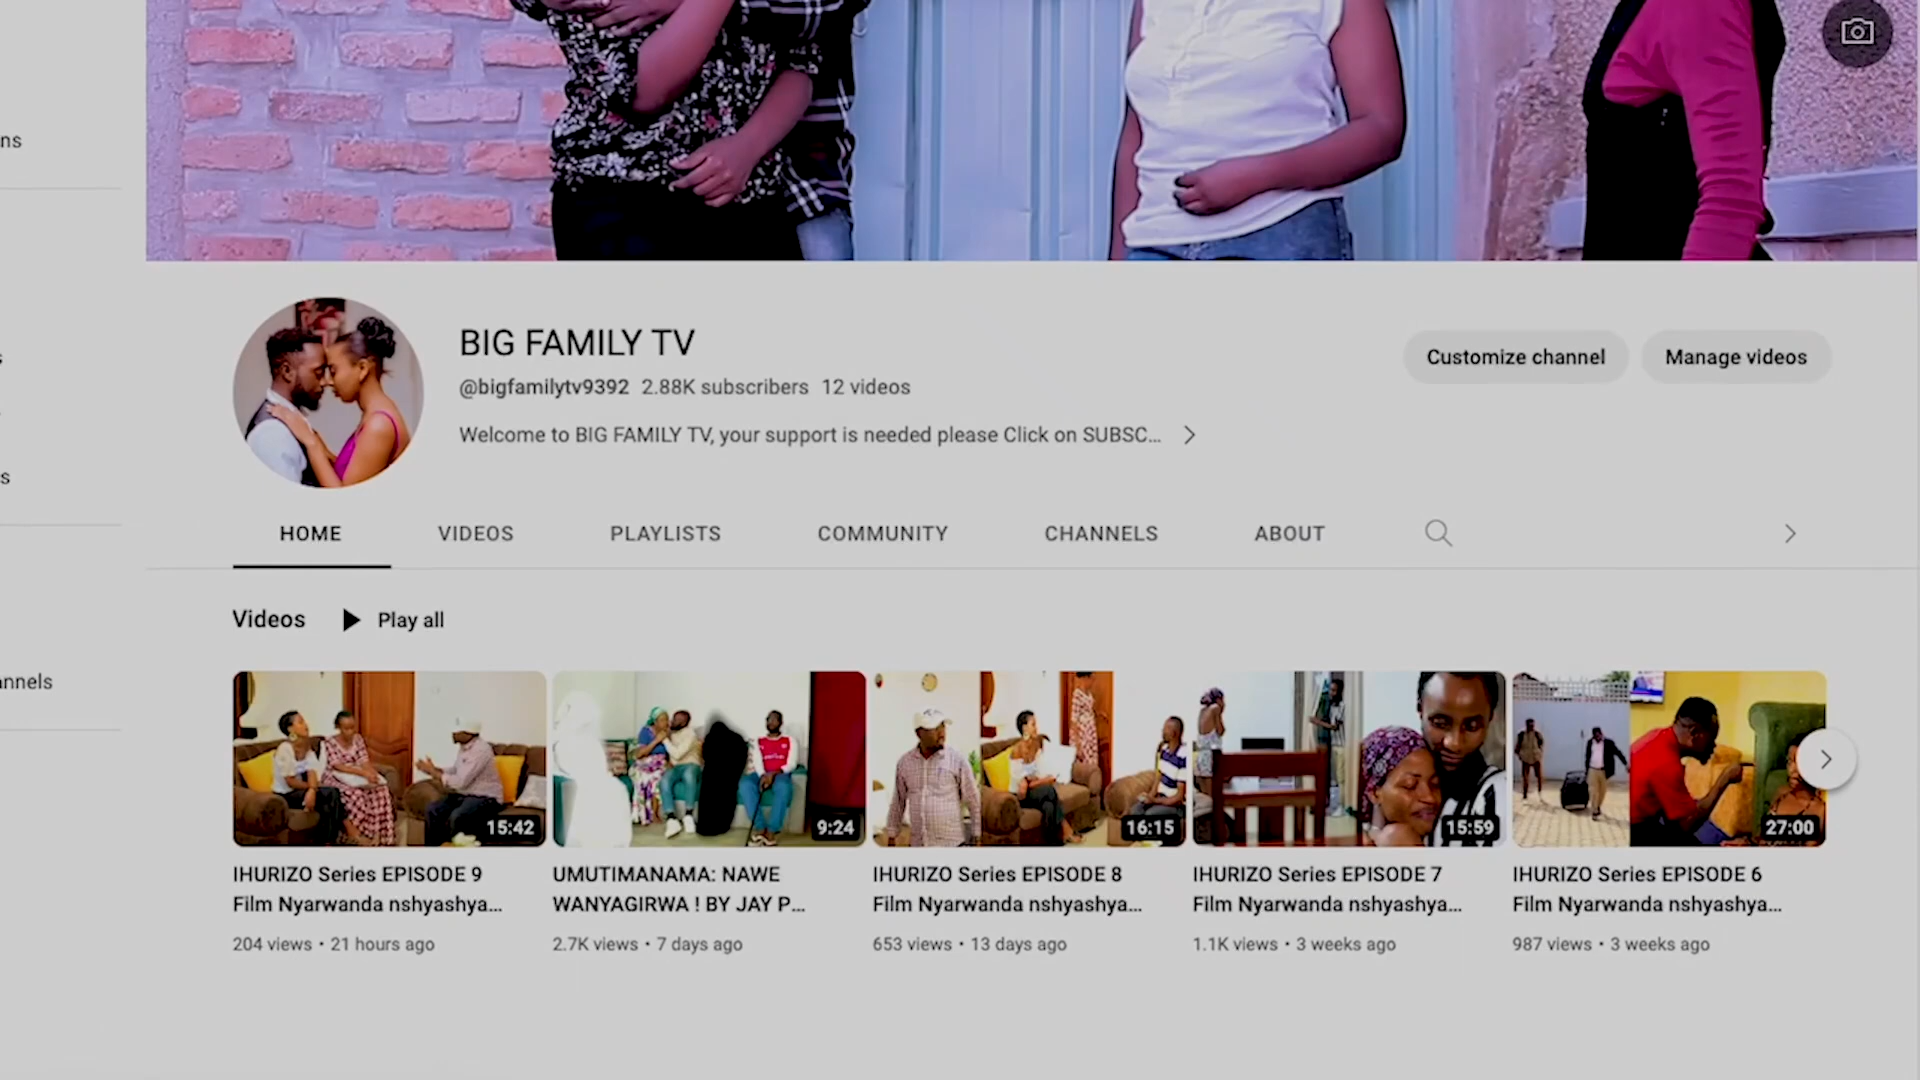 ns
BIG FAMILY TV
@bigfamilytv9392 2.88K subscribers 12 videos
Customize channel
Manage videos
Welcome to BIG FAMILY TV, your support is needed please Click on SUBSC...
s
HOME VIDEOS PLAYLISTS COMMUNITY CHANNELS ABOUT
Videos Play all
annels
15:42
9:24
16:15
15:59
27:00
IHURIZO Series EPISODE 9
Film Nyarwanda nshyashya...
204 views • 21 hours ago
UMUTIMANAMA: NAWE
WANYAGIRWA ! BY JAY P...
2.7K views • 7 days ago
IHURIZO Series EPISODE 8
Film Nyarwanda nshyashya...
653 views • 13 days ago
IHURIZO Series EPISODE 7
Film Nyarwanda nshyashya...
1.1K views • 3 weeks ago
IHURIZO Series EPISODE 6
Film Nyarwanda nshyashya...
987 views • 3 weeks ago